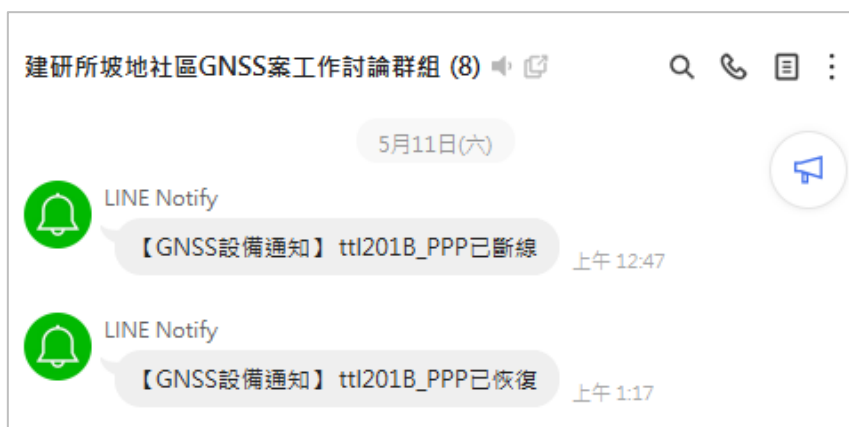 建研所坡地社區GNSS案工作討論群組 (8)
5月11日(六)
LINE Notify
【GNSS設備通知】 ttl201B_PPP已斷線
上午 12:47
LINE Notify
【GNSS設備通知】 ttl201B_PPP已恢復
上午 1:17